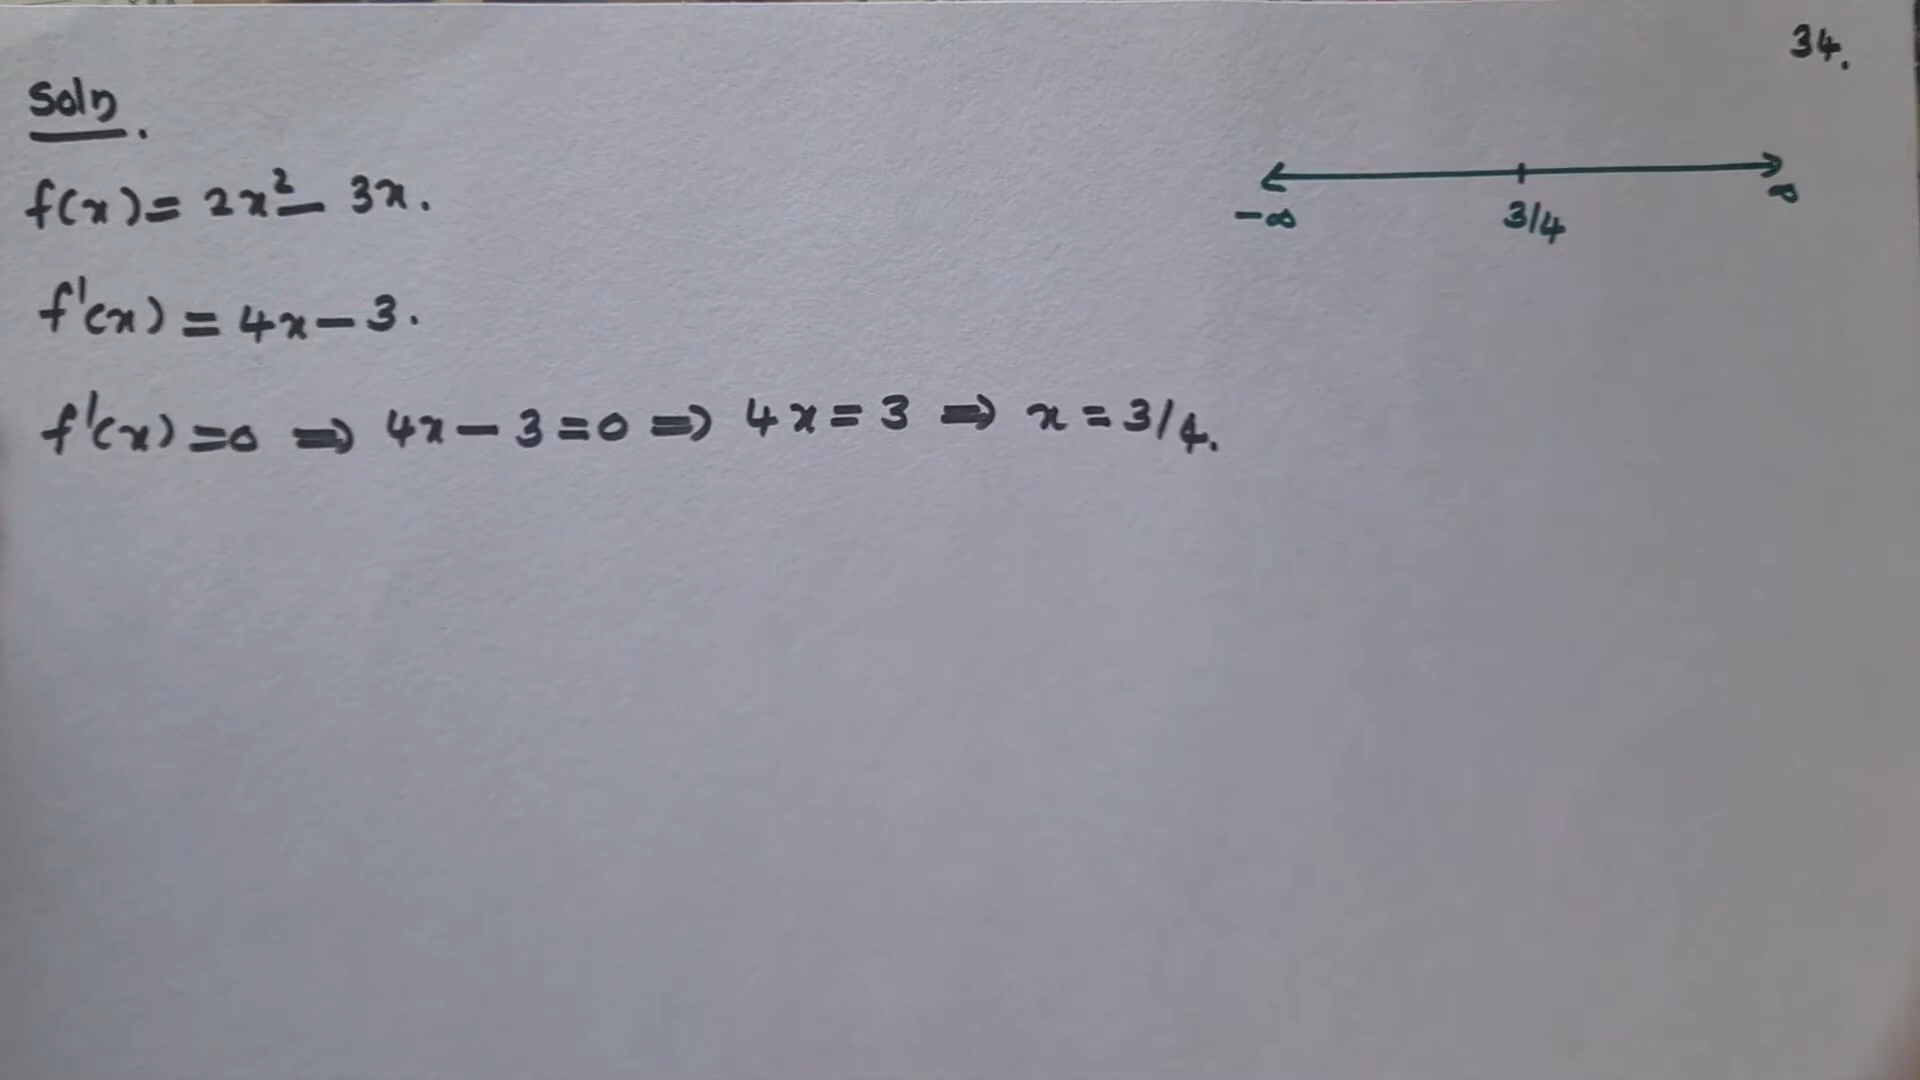 34.
Soln.
f(x) = 2x² - 3x.
-∞ 3/4 ∞
f'(x) = 4x - 3.
f'(x) = 0 ⇒ 4x - 3 = 0 ⇒ 4x = 3 ⇒ x = 3/4.